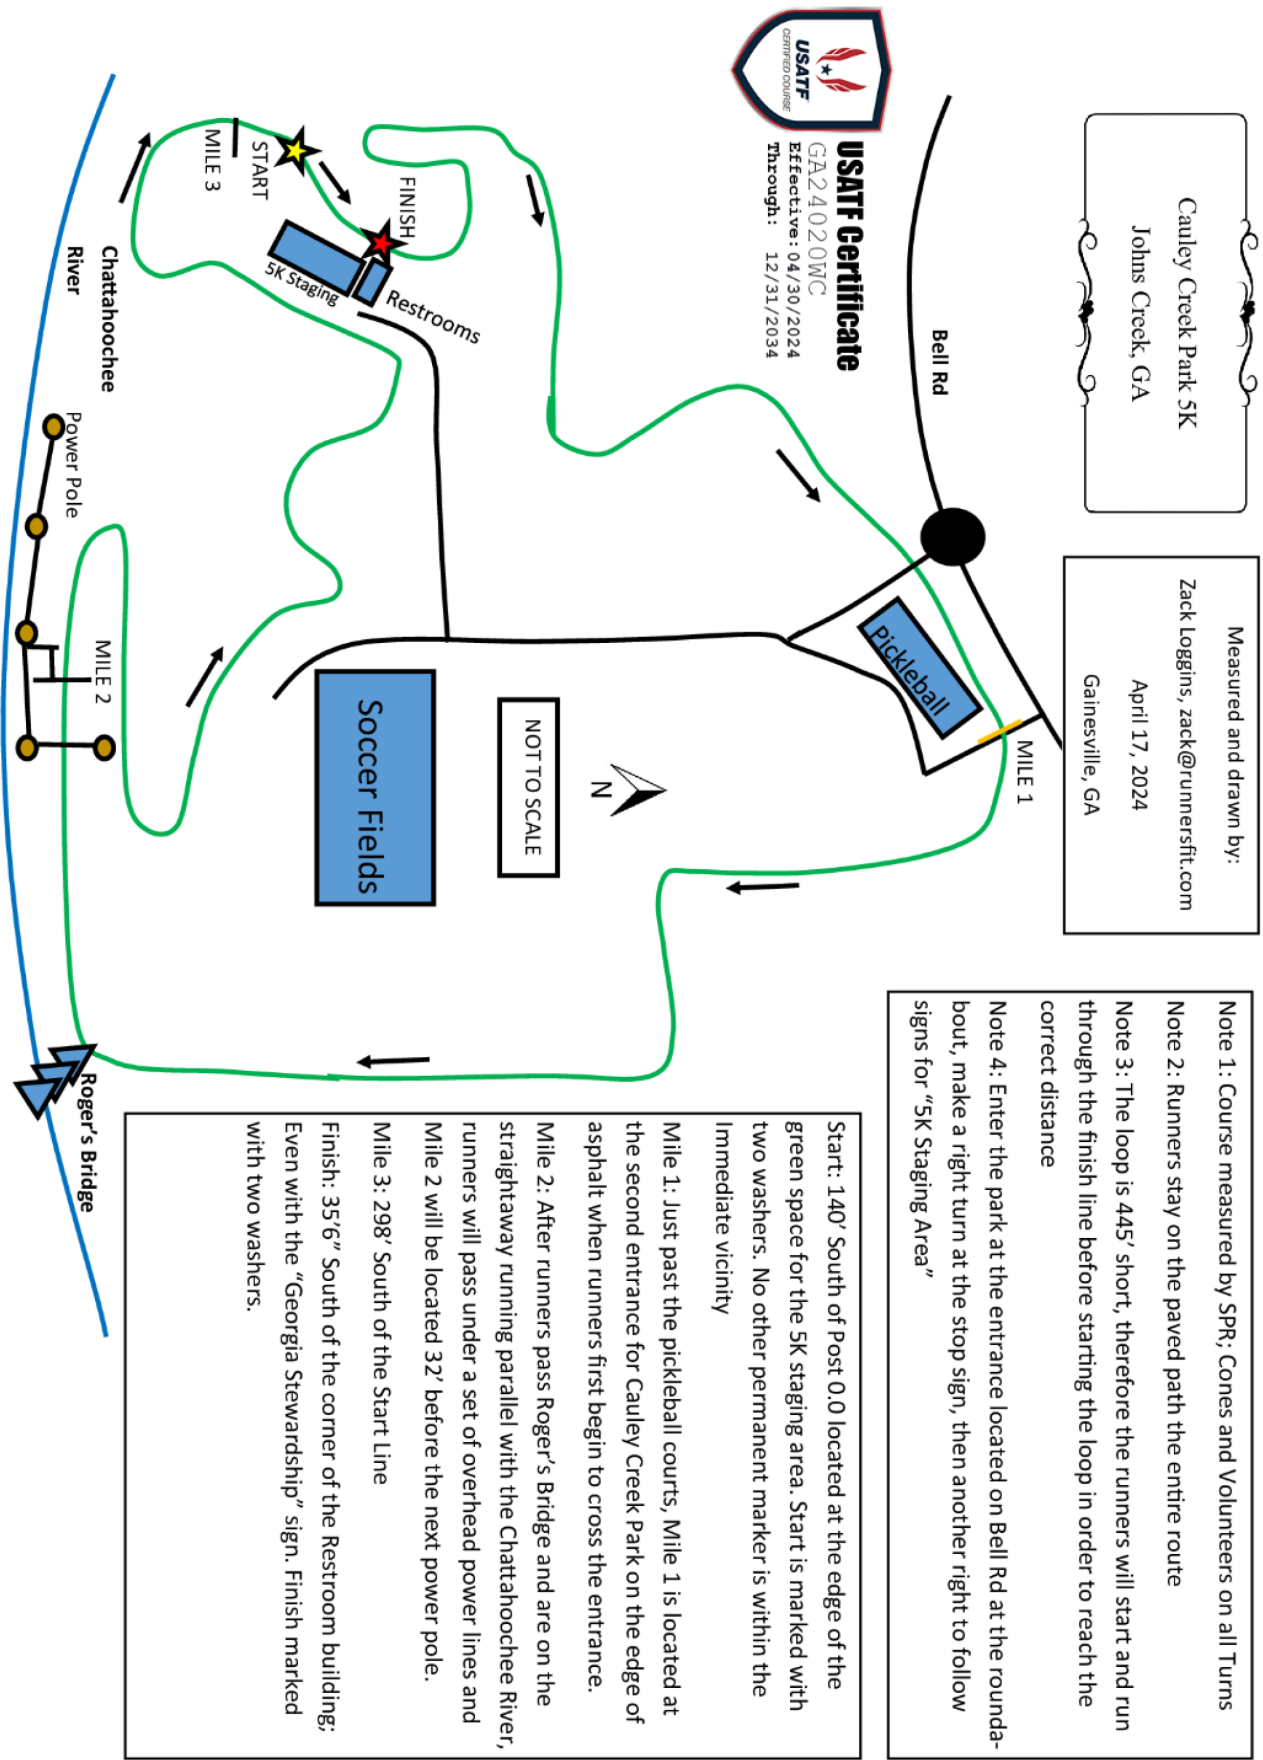 Cauley Creek Park 5K
Johns Creek, GA
Measured and drawn by:
Zack Loggins, zack@runnersfit.com
April 17, 2024
Gainesville, GA
Note 1: Course measured by SPR; Cones and Volunteers on all Turns
Note 2: Runners stay on the paved path the entire route
Note 3: The loop is 445’ short, therefore the runners will start and run
through the finish line before starting the loop in order to reach the
correct distance
Note 4: Enter the park at the entrance located on Bell Rd at the rounda-
bout, make a right turn at the stop sign, then another right to follow
signs for “5K Staging Area”
USATF
CERTIFIED COURSE
USATF Certificate
GA24020WC
Effective: 04/30/2024
Through: 12/31/2034
Bell Rd
Pickleball
MILE 1
N
NOT TO SCALE
Soccer Fields
FINISH
START
MILE 3
Restrooms
5K Staging
Chattahoochee
River
Power Pole
MILE 2
Roger’s Bridge
Start: 140’ South of Post 0.0 located at the edge of the
green space for the 5K staging area. Start is marked with
two washers. No other permanent marker is within the
Immediate vicinity
Mile 1: Just past the pickleball courts, Mile 1 is located at
the second entrance for Cauley Creek Park on the edge of
asphalt when runners first begin to cross the entrance.
Mile 2: After runners pass Roger’s Bridge and are on the
straightaway running parallel with the Chattahoochee River,
runners will pass under a set of overhead power lines and
Mile 2 will be located 32’ before the next power pole.
Mile 3: 298’ South of the Start Line
Finish: 35’6” South of the corner of the Restroom building;
Even with the “Georgia Stewardship” sign. Finish marked
with two washers.